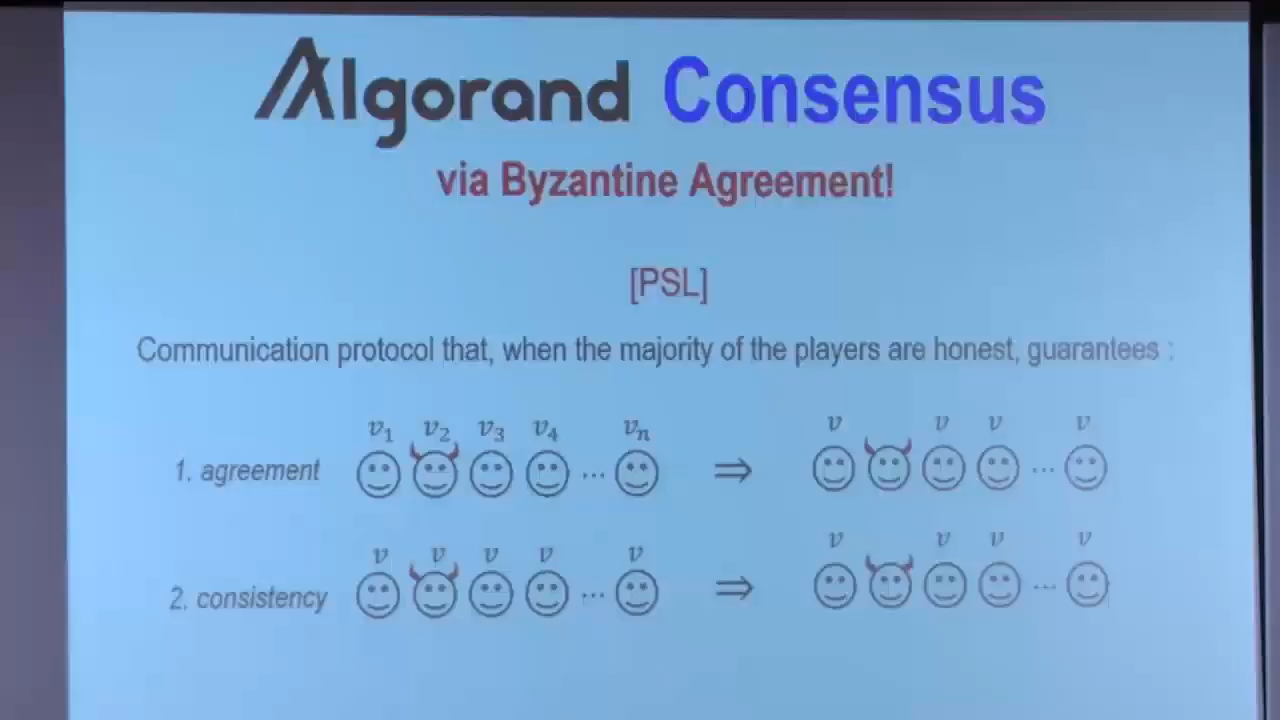 Algorand Consensus
via Byzantine Agreement!
[PSL]
Communication protocol that, when the majority of the players are honest, guarantees :
v₁ v₂ v₃ v₄ vₙ v v v v
1. agreement ... ⇒ ...
v v v v v v v v v
2. consistency ... ⇒ ...